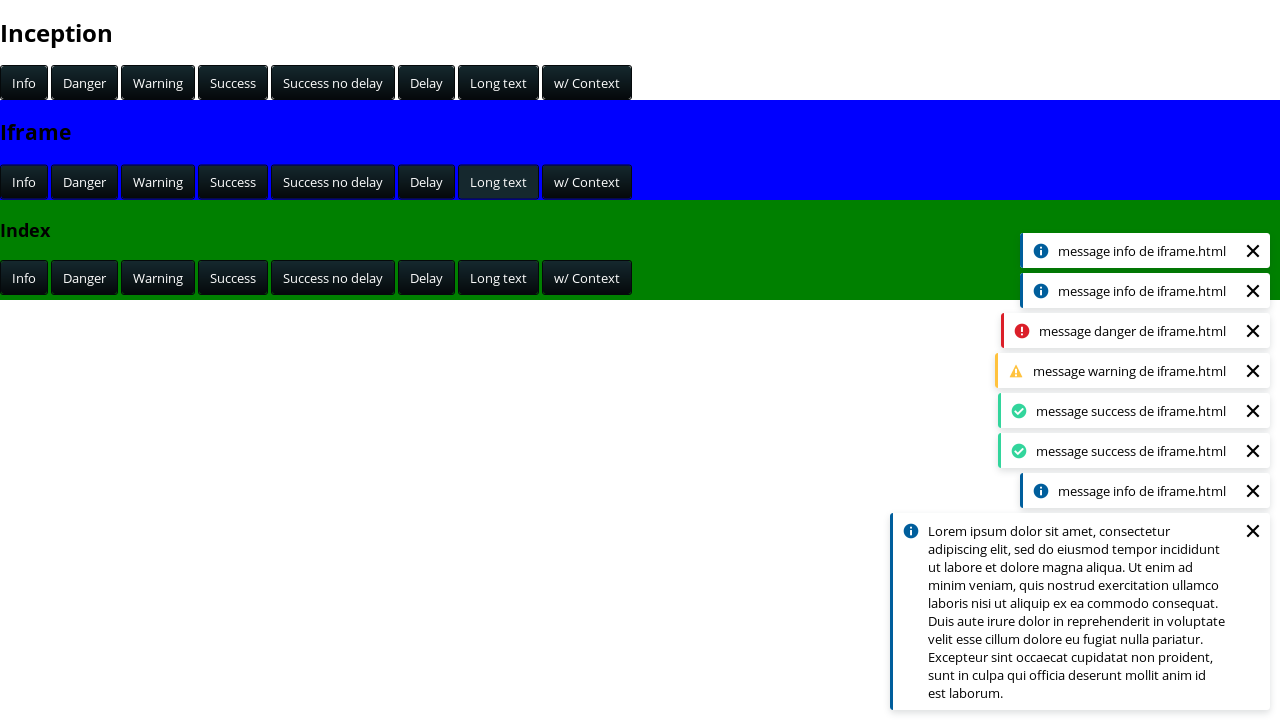 Inception
Info Danger Warning Success Success no delay Delay Long text w/ Context
Iframe
Info Danger Warning Success Success no delay Delay Long text w/ Context
Index
Info Danger Warning Success Success no delay Delay Long text w/ Context
message info de iframe.html
message info de iframe.html
message danger de iframe.html
message warning de iframe.html
message success de iframe.html
message success de iframe.html
message info de iframe.html
Lorem ipsum dolor sit amet, consectetur
adipiscing elit, sed do eiusmod tempor incididunt
ut labore et dolore magna aliqua. Ut enim ad
minim veniam, quis nostrud exercitation ullamco
laboris nisi ut aliquip ex ea commodo consequat.
Duis aute irure dolor in reprehenderit in voluptate
velit esse cillum dolore eu fugiat nulla pariatur.
Excepteur sint occaecat cupidatat non proident,
sunt in culpa qui officia deserunt mollit anim id
est laborum.